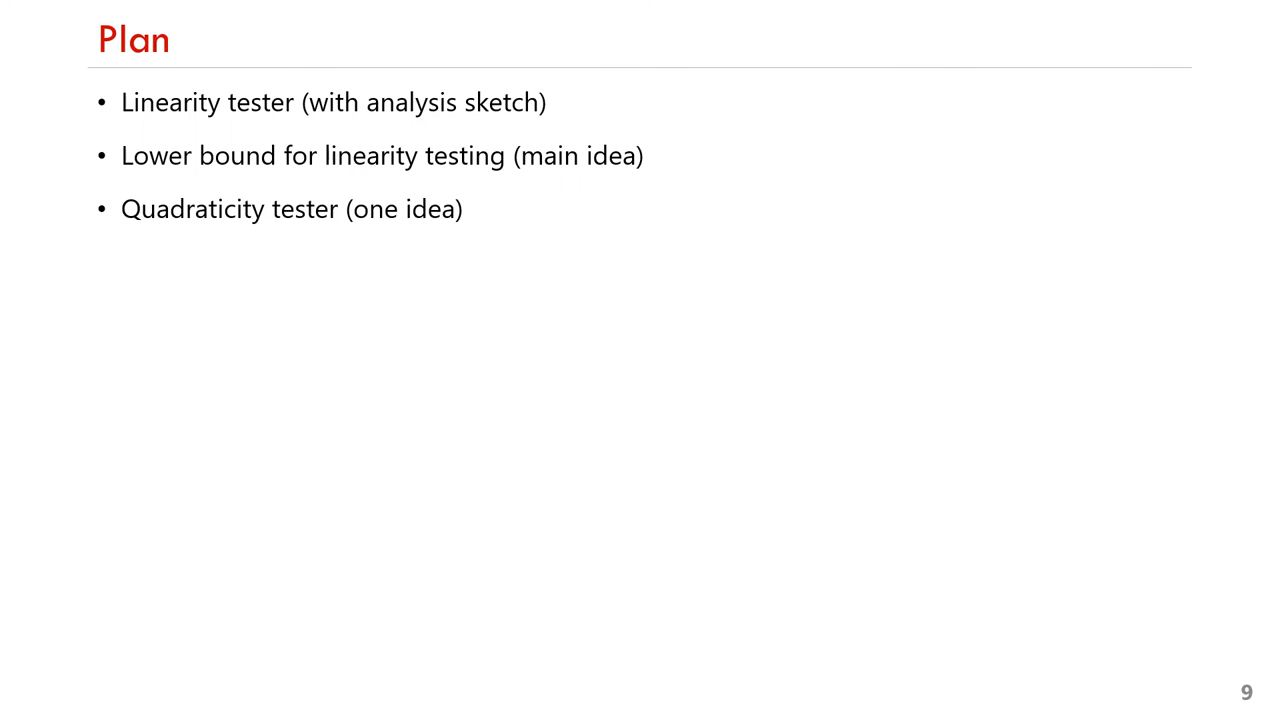 Plan
• Linearity tester (with analysis sketch)
• Lower bound for linearity testing (main idea)
• Quadraticity tester (one idea)
9